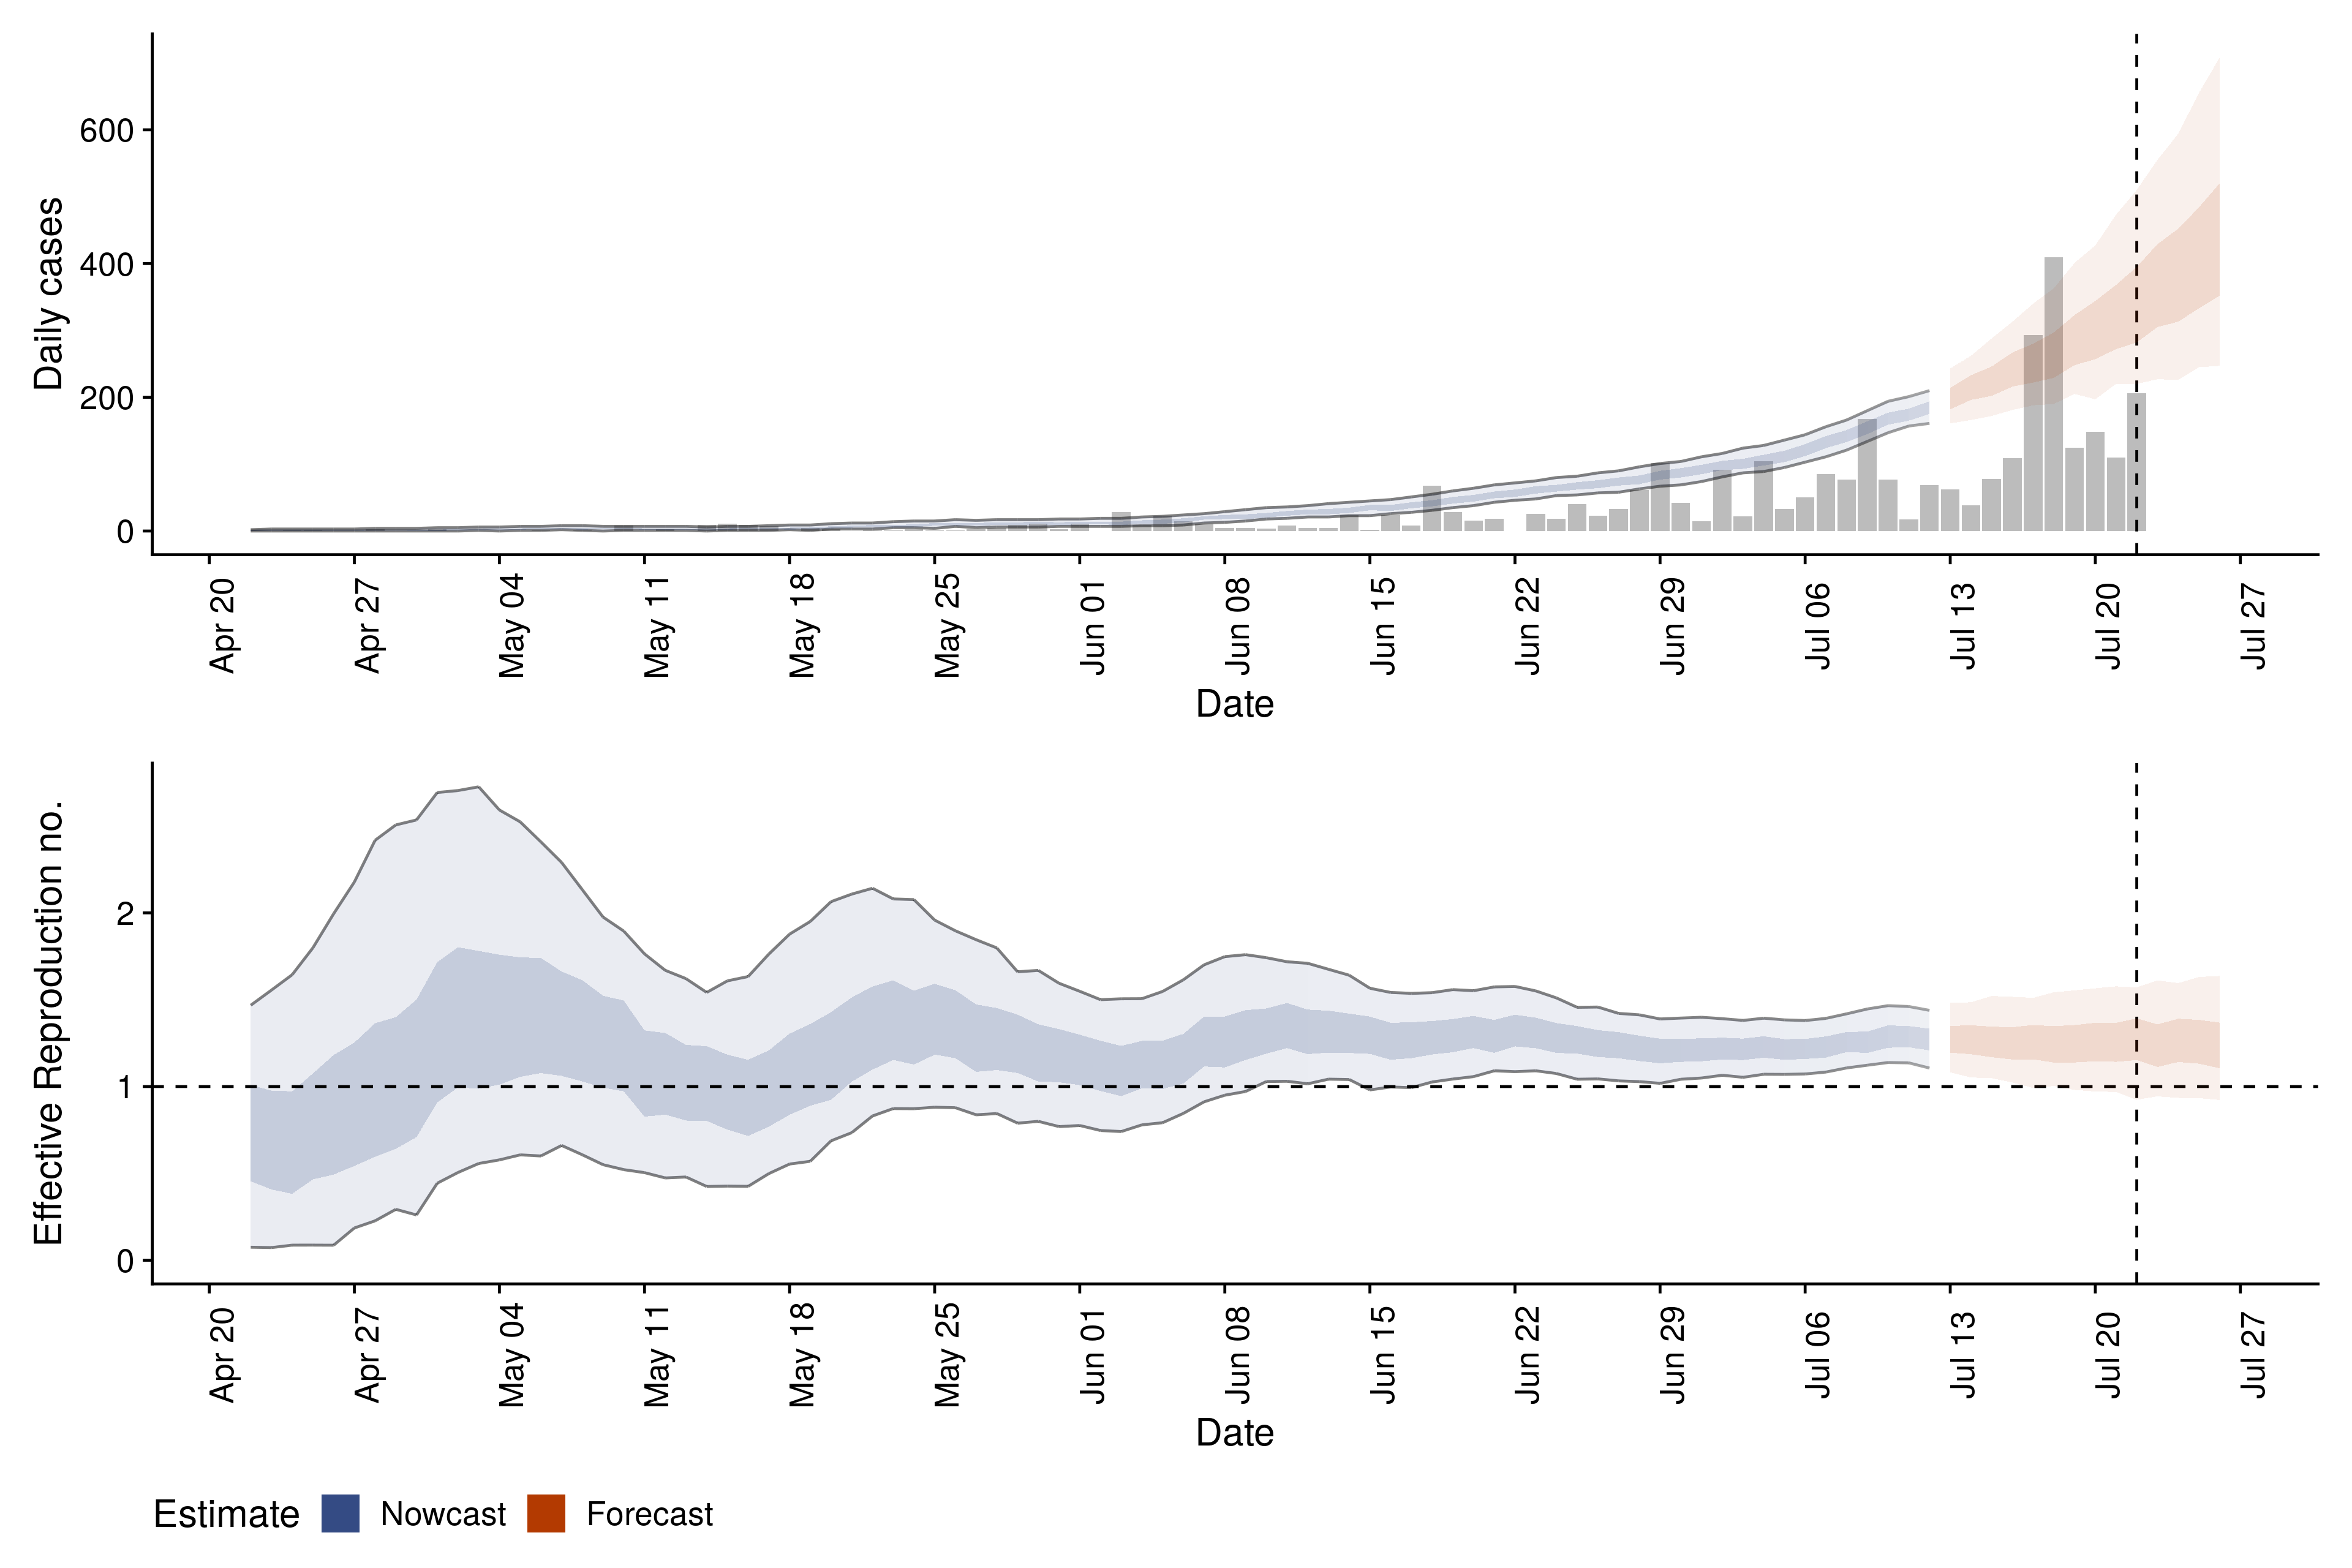 Daily cases
600
400
200
0
Apr 20
Apr 27
May 04
May 11
May 18
May 25
Jun 01
Jun 08
Jun 15
Jun 22
Jun 29
Jul 06
Jul 13
Jul 20
Jul 27
Date
Effective Reproduction no.
2
1
0
Apr 20
Apr 27
May 04
May 11
May 18
May 25
Jun 01
Jun 08
Jun 15
Jun 22
Jun 29
Jul 06
Jul 13
Jul 20
Jul 27
Date
Estimate Nowcast Forecast